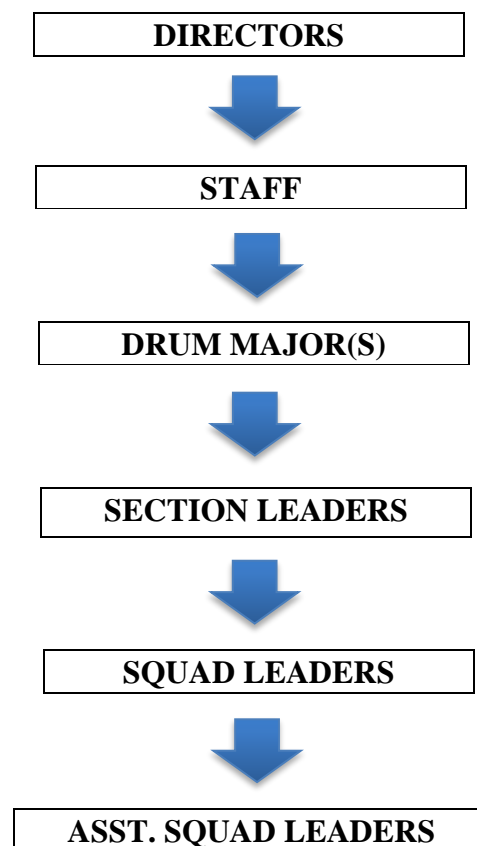 DIRECTORS
STAFF
DRUM MAJOR(S)
SECTION LEADERS
SQUAD LEADERS
ASST. SQUAD LEADERS